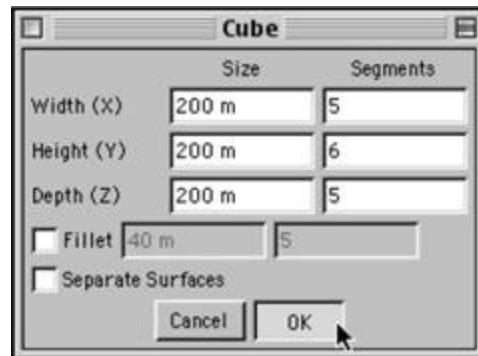 Cube
Size Segments
Width (X) 200 m 5
Height (Y) 200 m 6
Depth (Z) 200 m 5
Fillet 40 m 5
Separate Surfaces
Cancel OK